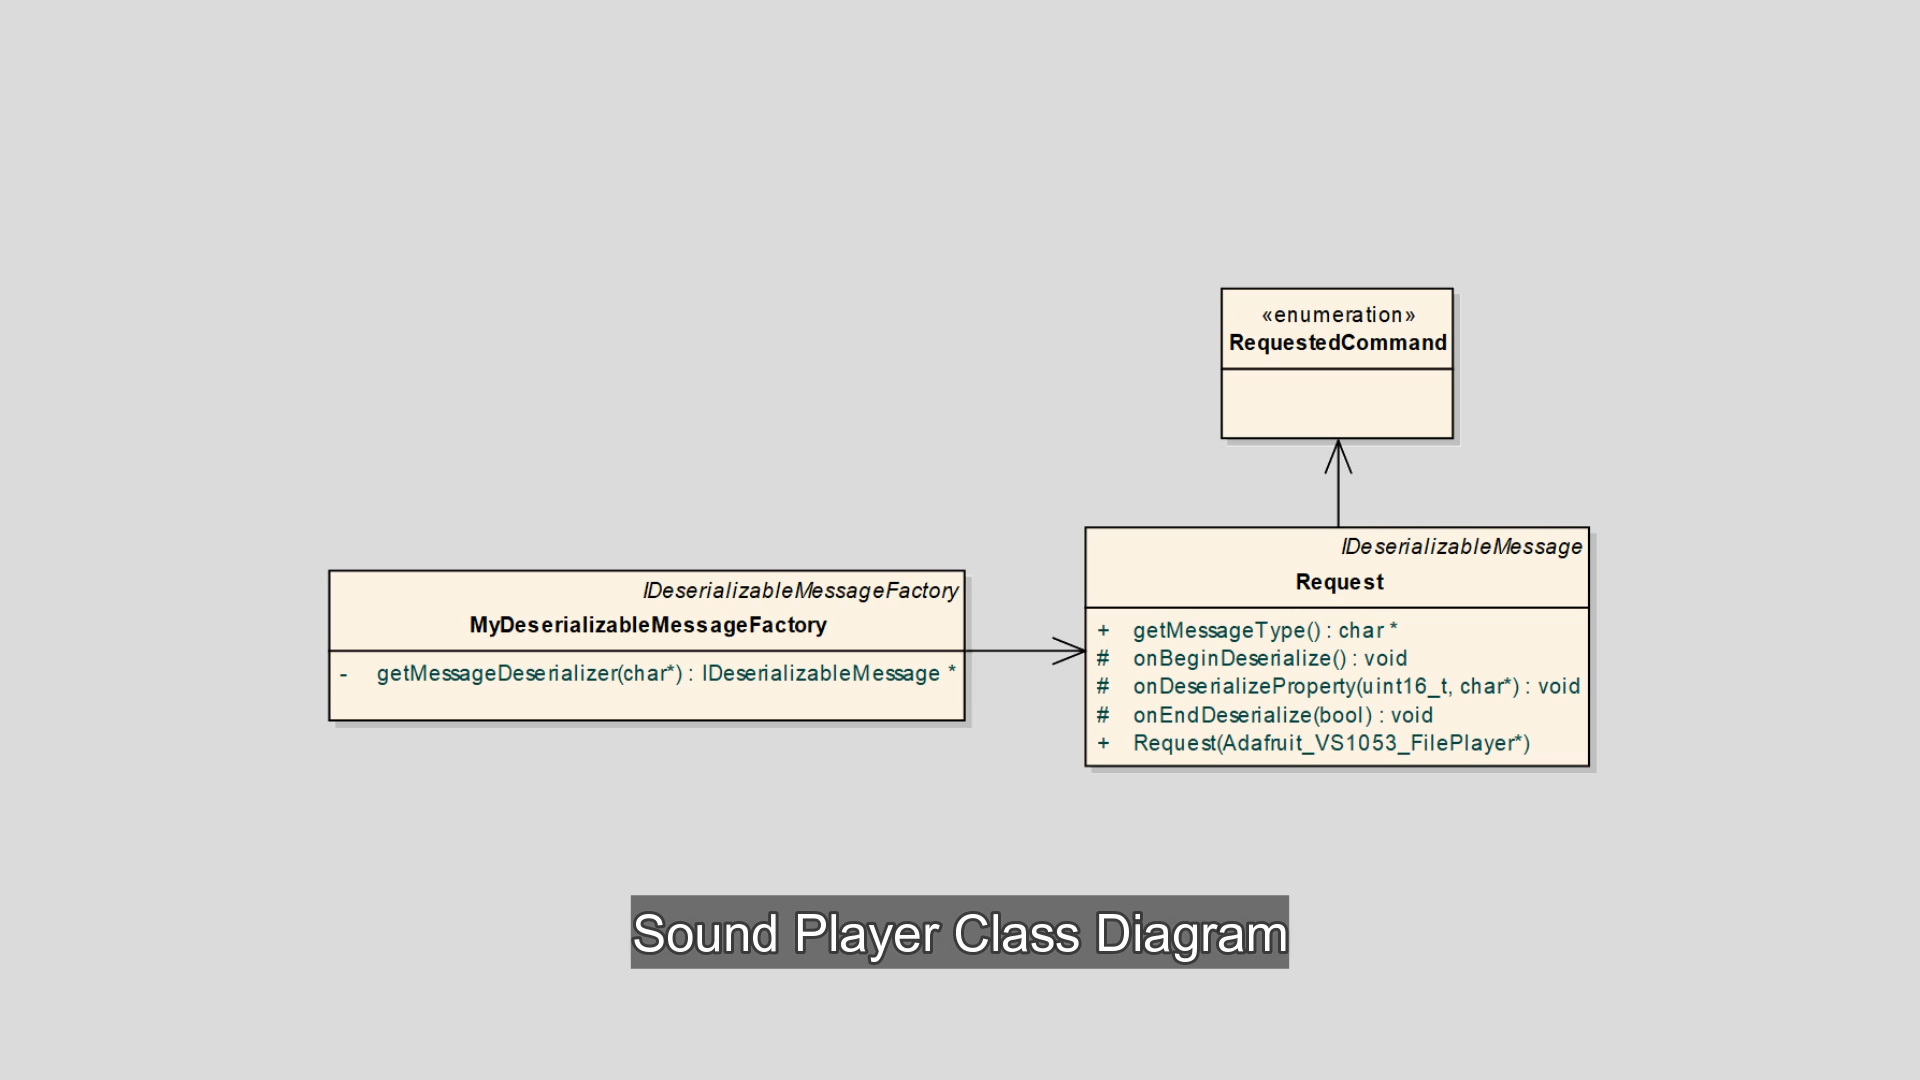 «enumeration»
RequestedCommand
IDeserializableMessageFactory
MyDeserializableMessageFactory
- getMessageDeserializer(char*) : IDeserializableMessage *
IDeserializableMessage
Request
+ getMessageType() : char *
# onBeginDeserialize() : void
# onDeserializeProperty(uint16_t, char*) : void
# onEndDeserialize(bool) : void
+ Request(Adafruit_VS1053_FilePlayer*)
Sound Player Class Diagram